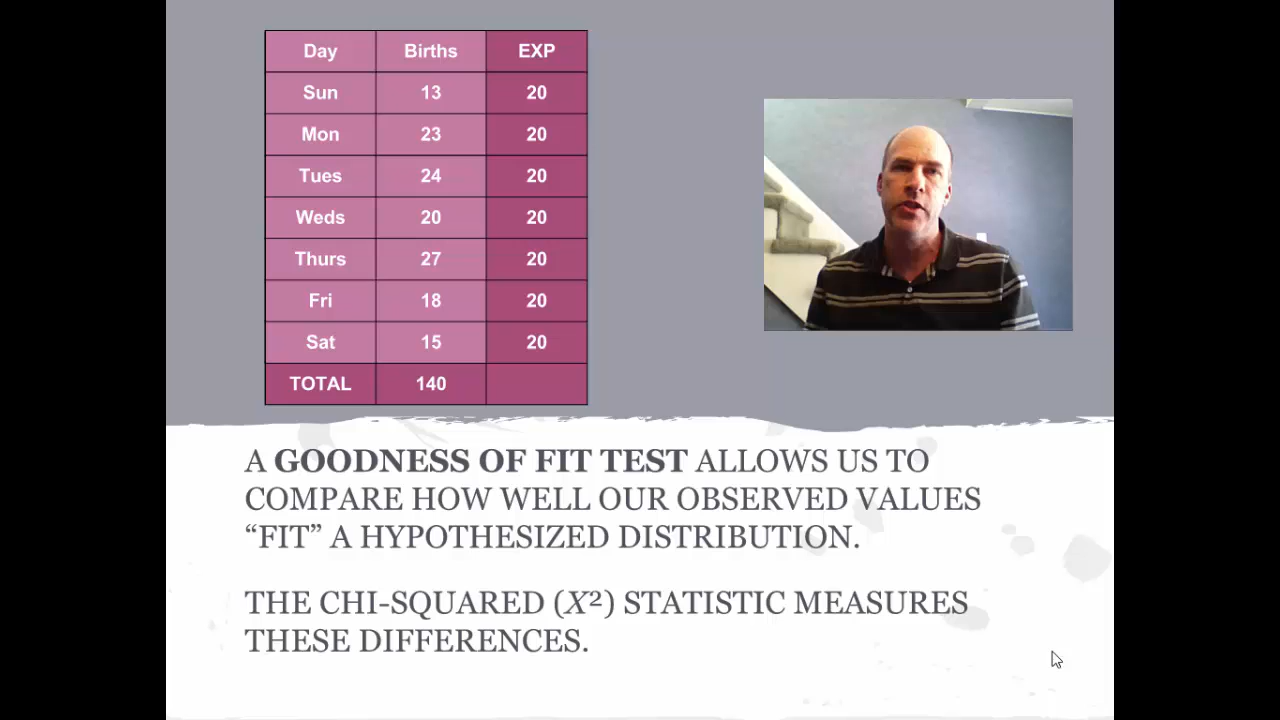 Day Births EXP
Sun 13 20
Mon 23 20
Tues 24 20
Weds 20 20
Thurs 27 20
Fri 18 20
Sat 15 20
TOTAL 140
A GOODNESS OF FIT TEST ALLOWS US TO
COMPARE HOW WELL OUR OBSERVED VALUES
“FIT” A HYPOTHESIZED DISTRIBUTION.
THE CHI-SQUARED (X²) STATISTIC MEASURES
THESE DIFFERENCES.